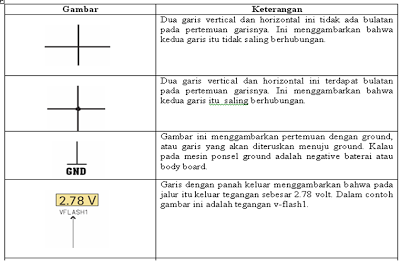 Gambar Keterangan
Dua garis vertical dan horizontal ini tidak ada bulatan
pada pertemuan garisnya. Ini menggambarkan bahwa
kedua garis itu tidak saling berhubungan.
Dua garis vertical dan horizontal ini terdapat bulatan
pada pertemuan garisnya. Ini menggambarkan bahwa
kedua garis itu saling berhubungan.
Gambar ini menggambarkan pertemuan dengan ground,
atau garis yang akan diteruskan menuju ground. Kalau
pada mesin ponsel ground adalah negative baterai atau
body board.
GND
Garis dengan panah keluar menggambarkan bahwa pada
jalur itu keluar tegangan sebesar 2.78 volt. Dalam contoh
gambar ini adalah tegangan v-flash1.
2.78 V
VFLASH1